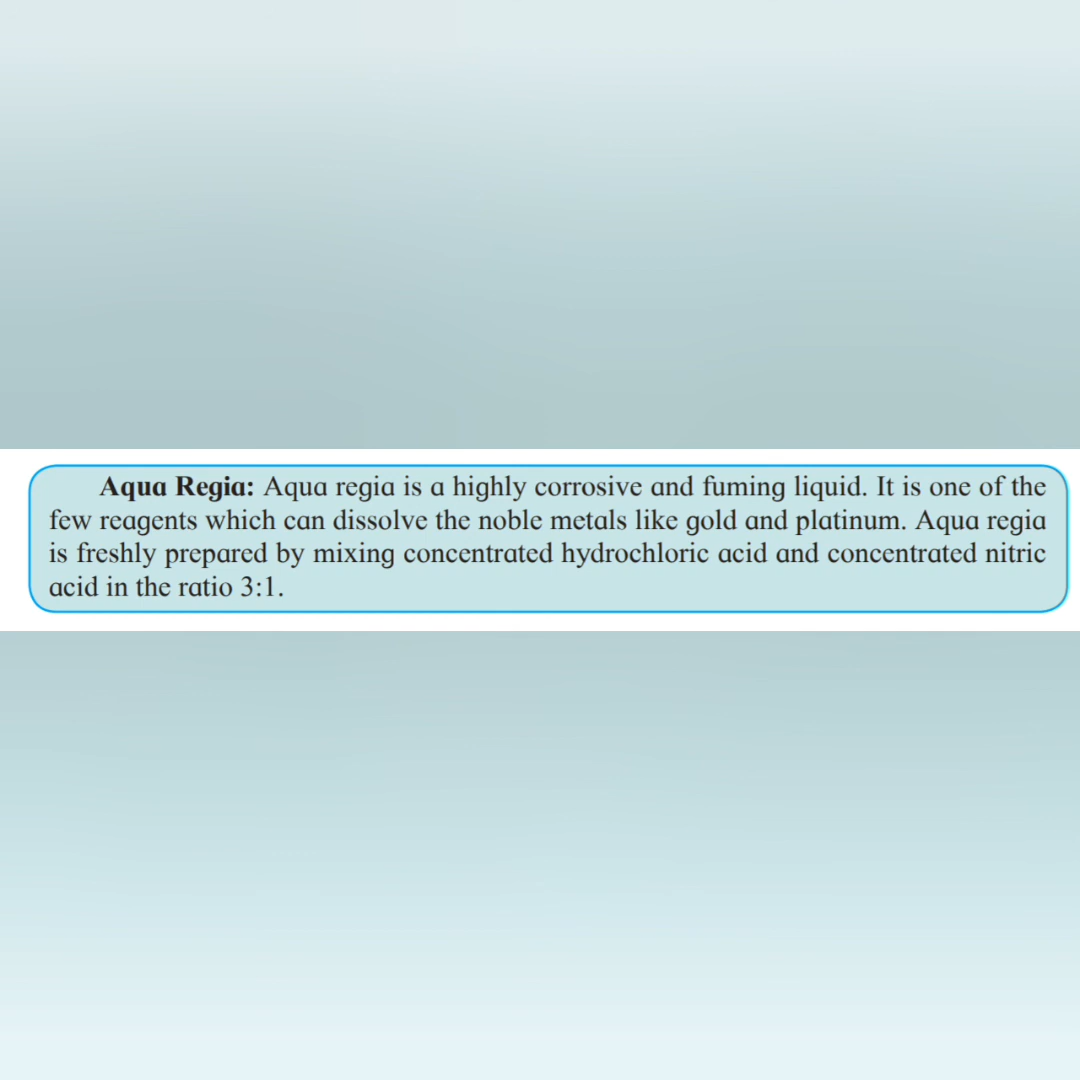 Aqua Regia: Aqua regia is a highly corrosive and fuming liquid. It is one of the
few reagents which can dissolve the noble metals like gold and platinum. Aqua regia
is freshly prepared by mixing concentrated hydrochloric acid and concentrated nitric
acid in the ratio 3:1.